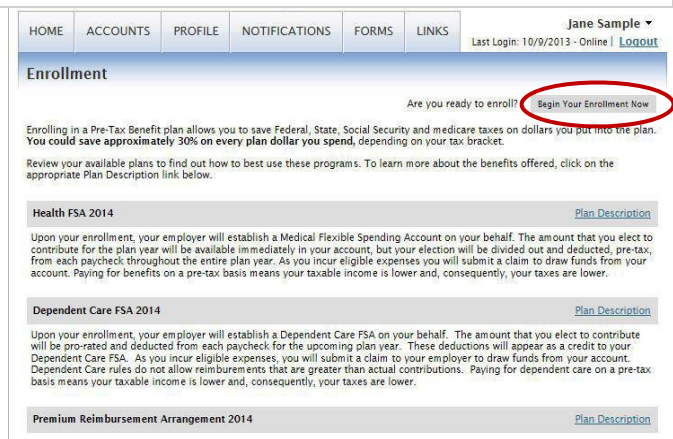 HOME ACCOUNTS PROFILE NOTIFICATIONS FORMS LINKS Jane Sample
Last Login: 10/9/2013 - Online | Logout
Enrollment
Are you ready to enroll? Begin Your Enrollment Now
Enrolling in a Pre-Tax Benefit plan allows you to save Federal, State, Social Security and medicare taxes on dollars you put into the plan.
You could save approximately 30% on every plan dollar you spend, depending on your tax bracket.
Review your available plans to find out how to best use these programs. To learn more about the benefits offered, click on the
appropriate Plan Description link below.
Health FSA 2014 Plan Description
Upon your enrollment, your employer will establish a Medical Flexible Spending Account on your behalf. The amount that you elect to
contribute for the plan year will be available immediately in your account, but your election will be divided out and deducted, pre-tax,
from each paycheck throughout the entire plan year. As you incur eligible expenses you will submit a claim to draw funds from your
account. Paying for benefits on a pre-tax basis means your taxable income is lower and, consequently, your taxes are lower.
Dependent Care FSA 2014 Plan Description
Upon your enrollment, your employer will establish a Dependent Care FSA on your behalf. The amount that you elect to contribute
will be pro-rated and deducted from each paycheck for the upcoming plan year. These deductions will appear as a credit to your
Dependent Care FSA. As you incur eligible expenses, you will submit a claim to your employer to draw funds from your account.
Dependent Care rules do not allow reimburements that are greater than actual contributions. Paying for dependent care on a pre-tax
basis means your taxable income is lower and, consequently, your taxes are lower.
Premium Reimbursement Arrangement 2014 Plan Description